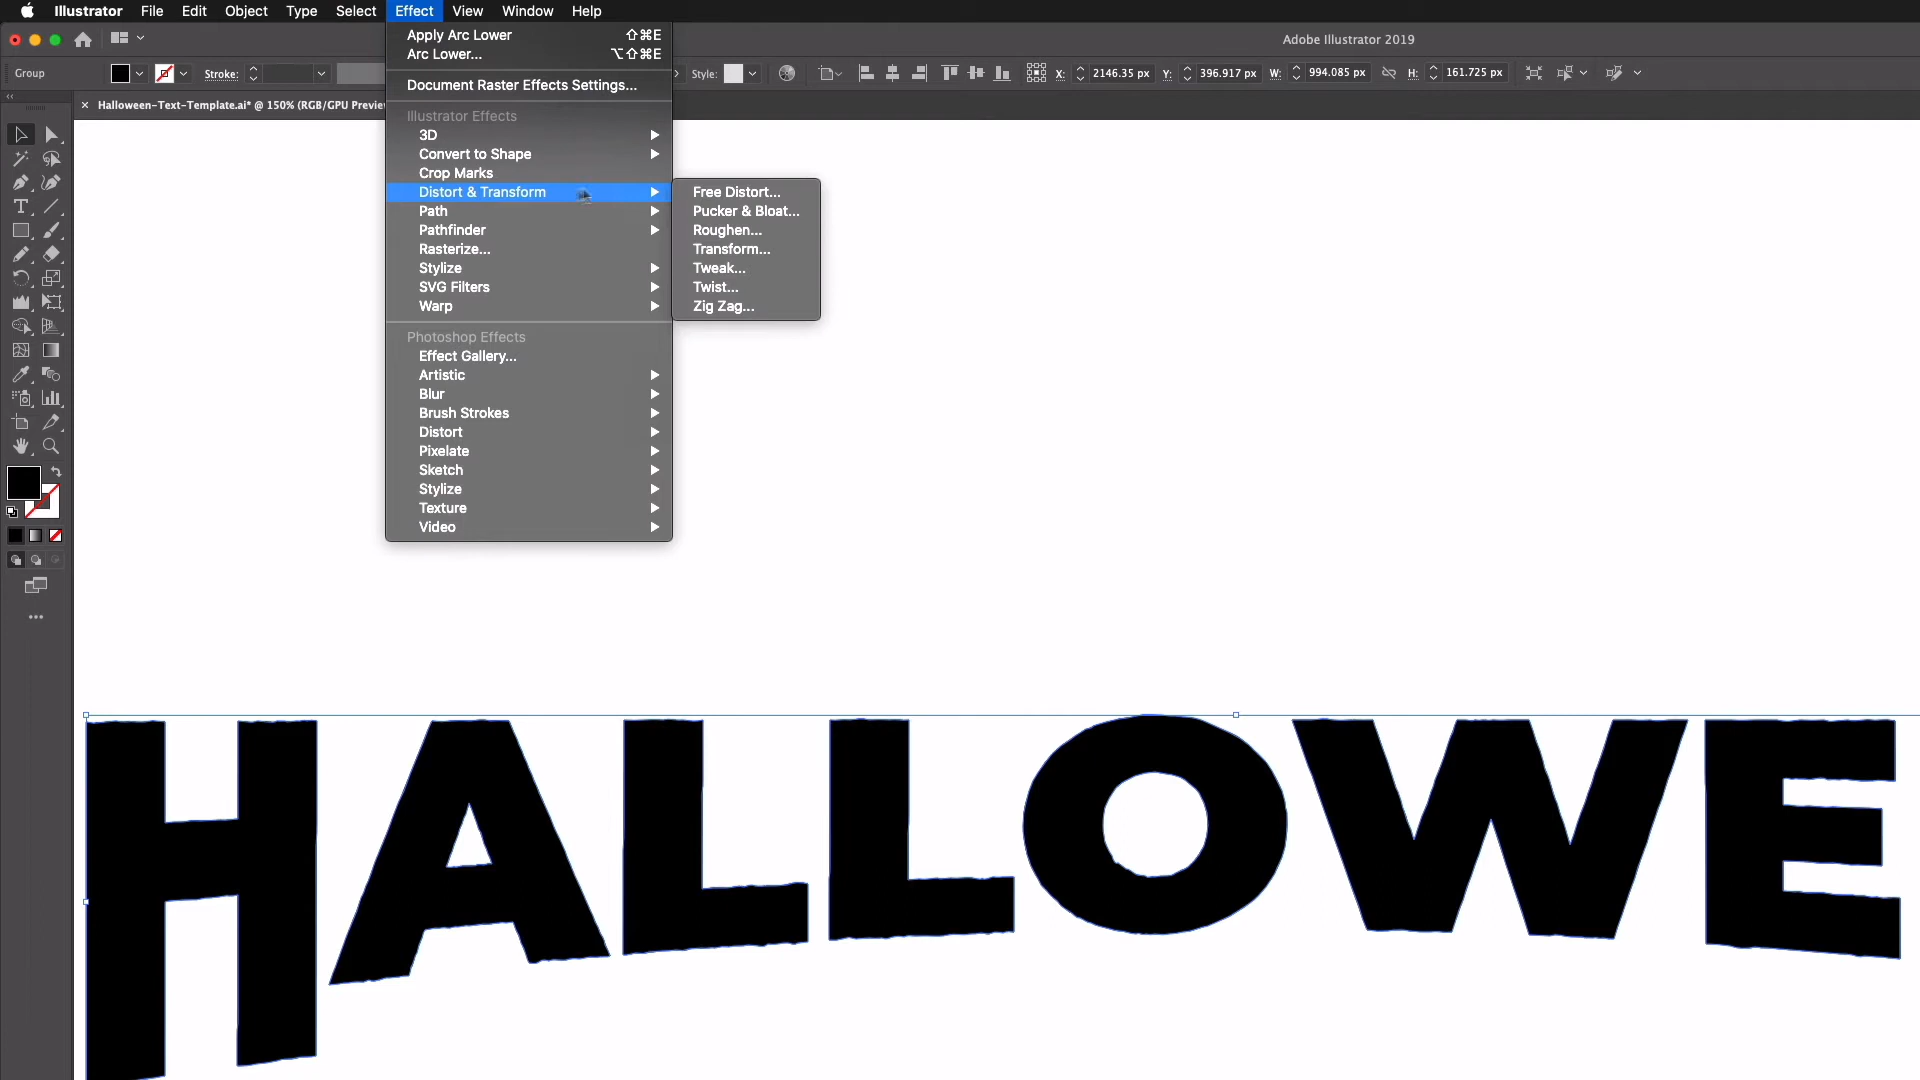 Illustrator File Edit Object Type Select Effect View Window Help
Adobe Illustrator 2019
Group Stroke: Style: X: 2146.35 px Y: 396.917 px W: 994.085 px H: 161.725 px
× Halloween-Text-Template.ai* @ 150% (RGB/GPU Preview
Apply Arc Lower ⇧⌘E
Arc Lower... ⌥⇧⌘E
Document Raster Effects Settings...
Illustrator Effects
3D
Convert to Shape
Crop Marks
Distort & Transform
Path
Pathfinder
Rasterize...
Stylize
SVG Filters
Warp
Photoshop Effects
Effect Gallery...
Artistic
Blur
Brush Strokes
Distort
Pixelate
Sketch
Stylize
Texture
Video
Free Distort...
Pucker & Bloat...
Roughen...
Transform...
Tweak...
Twist...
Zig Zag...
HALLOWE